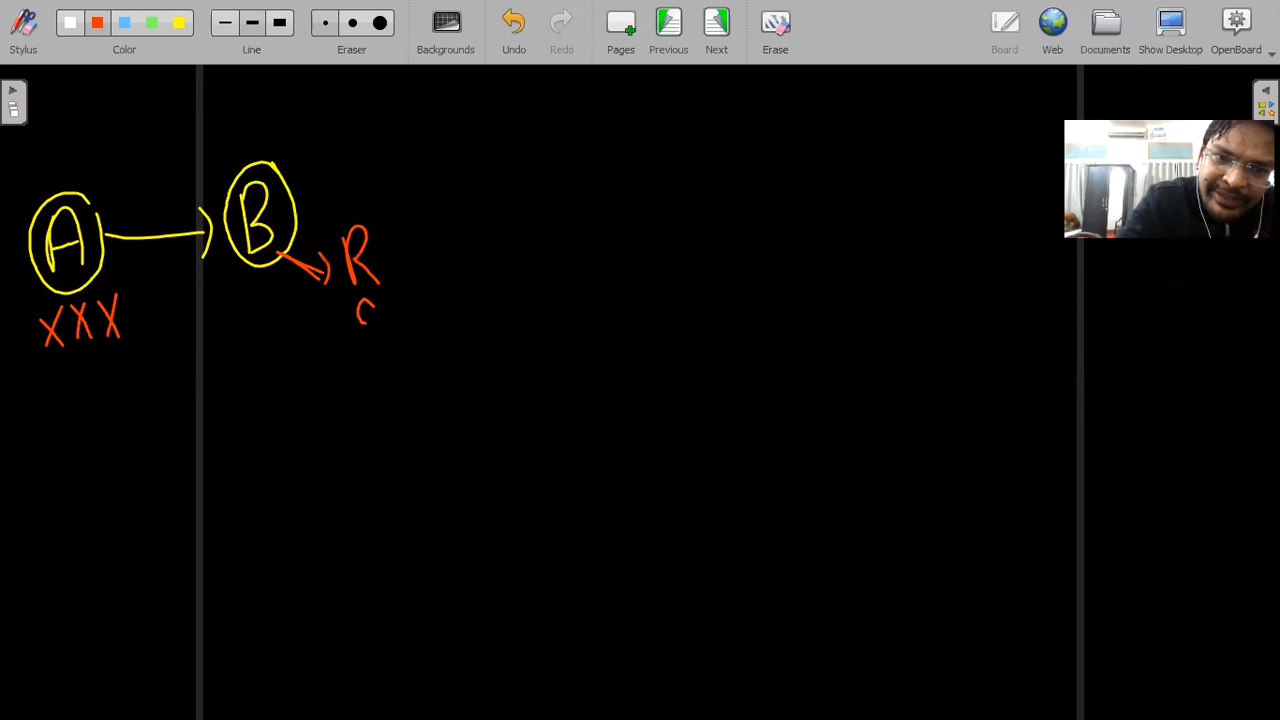 Stylus
Color
Line
Eraser
Backgrounds
Undo
Redo
Pages
Previous
Next
Erase
Board
Web
Documents
Show Desktop
OpenBoard
A
B
R
XXX